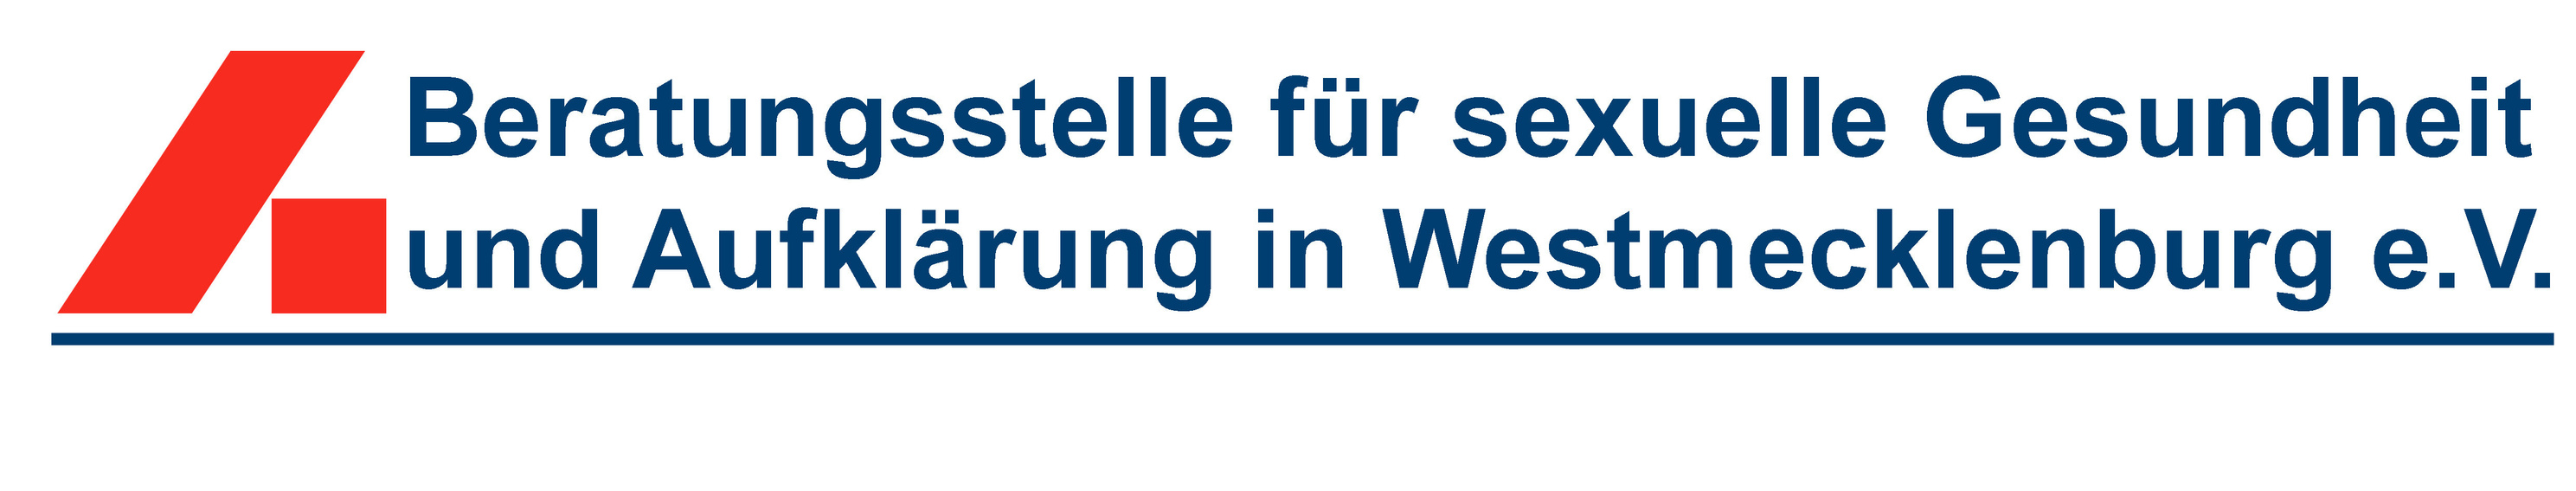 Beratungsstelle für sexuelle Gesundheit
und Aufklärung in Westmecklenburg e.V.